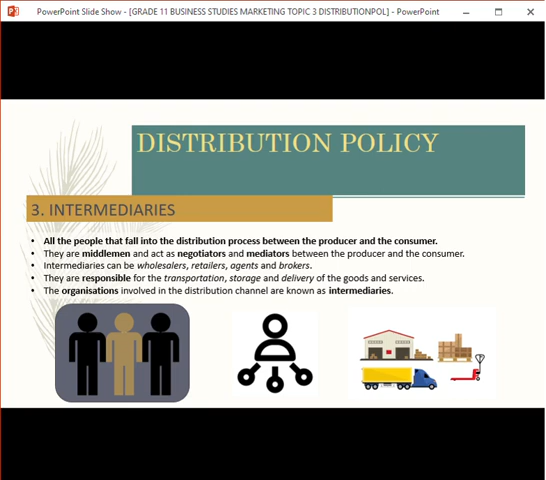 PowerPoint Slide Show - [GRADE 11 BUSINESS STUDIES MARKETING TOPIC 3 DISTRIBUTIONPOL] - PowerPoint
DISTRIBUTION POLICY
3. INTERMEDIARIES
• All the people that fall into the distribution process between the producer and the consumer.
• They are middlemen and act as negotiators and mediators between the producer and the consumer.
• Intermediaries can be wholesalers, retailers, agents and brokers.
• They are responsible for the transportation, storage and delivery of the goods and services.
• The organisations involved in the distribution channel are known as intermediaries.